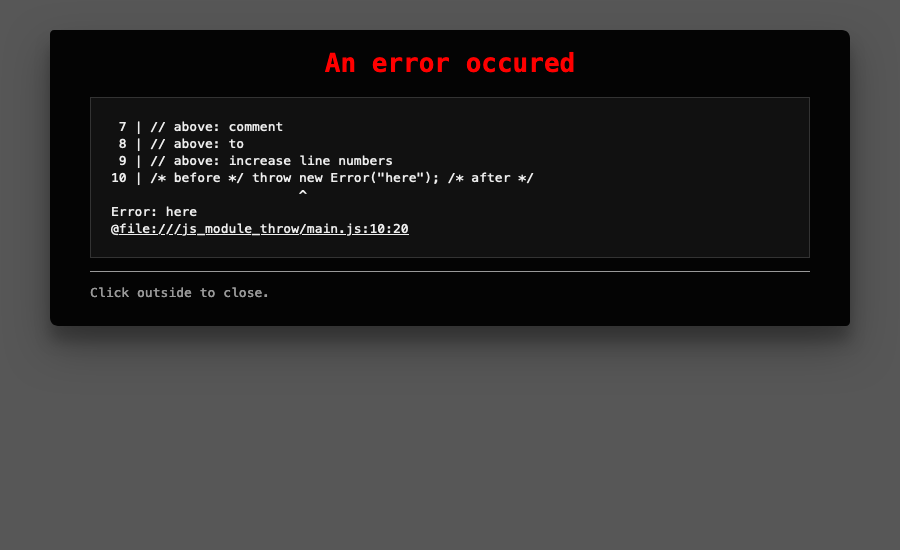 An error occured
 7 | // above: comment
 8 | // above: to
 9 | // above: increase line numbers
10 | /* before */ throw new Error("here"); /* after */
                        ^
Error: here
@file:///js_module_throw/main.js:10:20
Click outside to close.